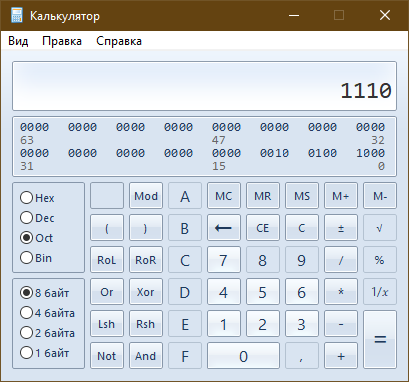 Калькулятор
Вид Правка Справка
1110
0000 0000 0000 0000 0000 0000 0000 0000
63 47 32
0000 0000 0000 0000 0000 0010 0100 1000
31 15 0
Hex Mod A MC MR MS M+ M-
Dec ( ) B ← CE C ± √
Oct
Bin RoL RoR C 7 8 9 / %
8 байт Or Xor D 4 5 6 * 1/x
4 байта
2 байта Lsh Rsh E 1 2 3 - =
1 байт Not And F 0 , +